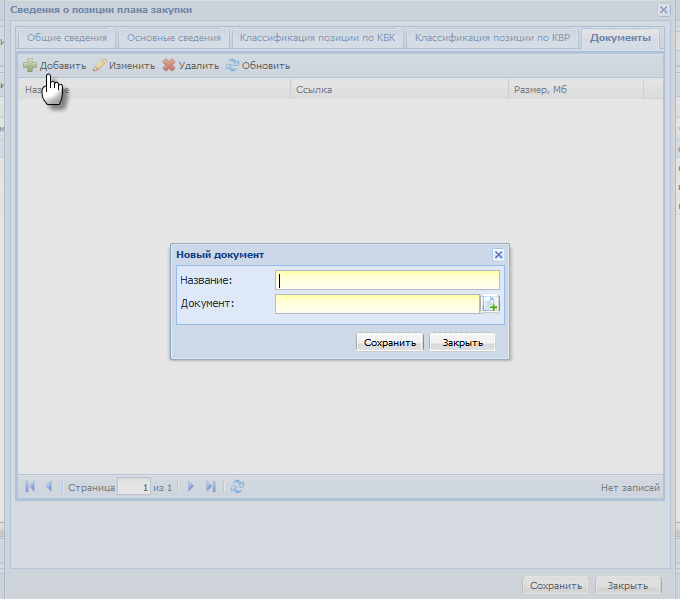 Сведения о позиции плана закупки
Общие сведения Основные сведения Классификация позиции по КБК Классификация позиции по КВР Документы
Добавить Изменить Удалить Обновить
Ссылка Размер, Мб
Новый документ
Название:
Документ:
Сохранить Закрыть
Страница 1 из 1 Нет записей
Сохранить Закрыть